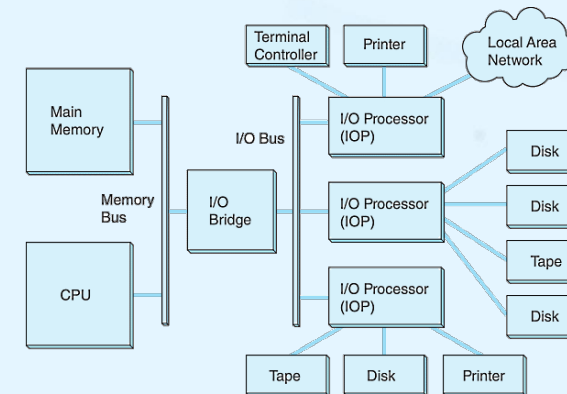 Terminal
Controller
Printer
Local Area
Network
Main
Memory
I/O Bus
I/O Processor
(IOP)
Disk
Memory
Bus
I/O
Bridge
I/O Processor
(IOP)
Disk
Tape
CPU
I/O Processor
(IOP)
Disk
Tape
Disk
Printer